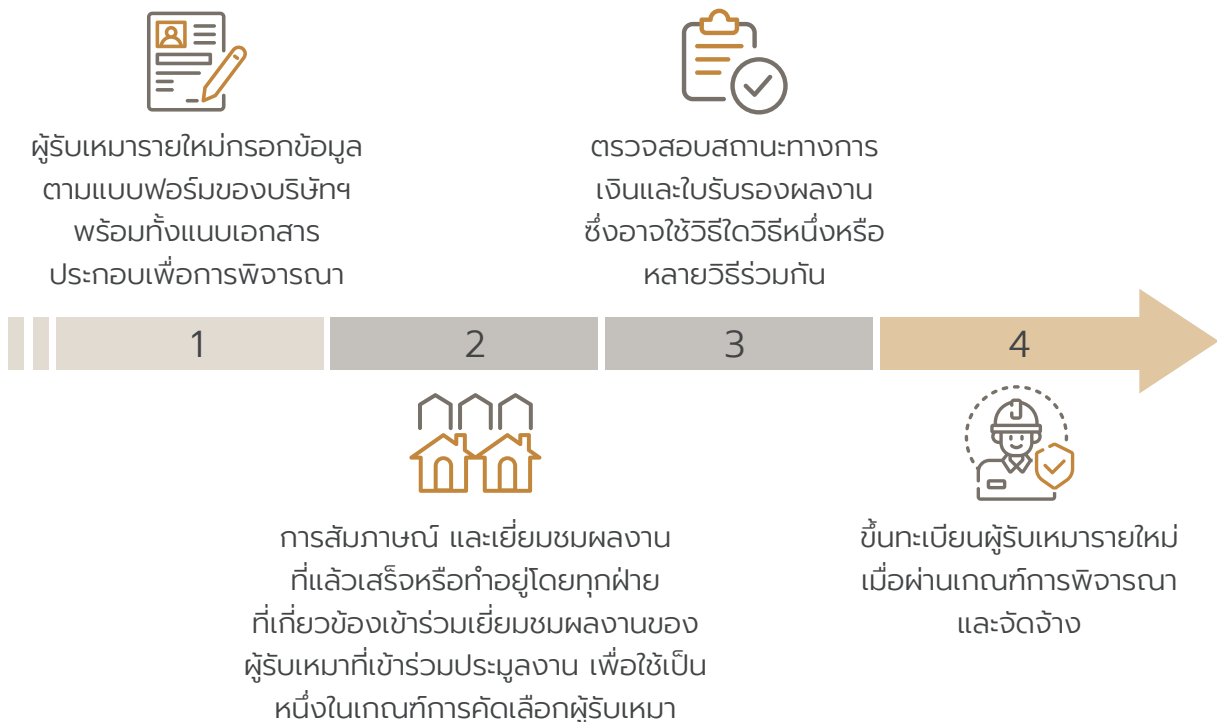 ผู้รับเหมารายใหม่กรอกข้อมูล
ตามแบบฟอร์มของบริษัทฯ
พร้อมทั้งแนบเอกสาร
ประกอบเพื่อการพิจารณา
ตรวจสอบสถานะทางการ
เงินและใบรับรองผลงาน
ซึ่งอาจใช้วิธีใดวิธีหนึ่งหรือ
หลายวิธีร่วมกัน
1
2
3
4
การสัมภาษณ์ และเยี่ยมชมผลงาน
ที่แล้วเสร็จหรือทำอยู่โดยทุกฝ่าย
ที่เกี่ยวข้องเข้าร่วมเยี่ยมชมผลงานของ
ผู้รับเหมาที่เข้าร่วมประมูลงาน เพื่อใช้เป็น
หนึ่งในเกณฑ์การคัดเลือกผู้รับเหมา
ขึ้นทะเบียนผู้รับเหมารายใหม่
เมื่อผ่านเกณฑ์การพิจารณา
และจัดจ้าง